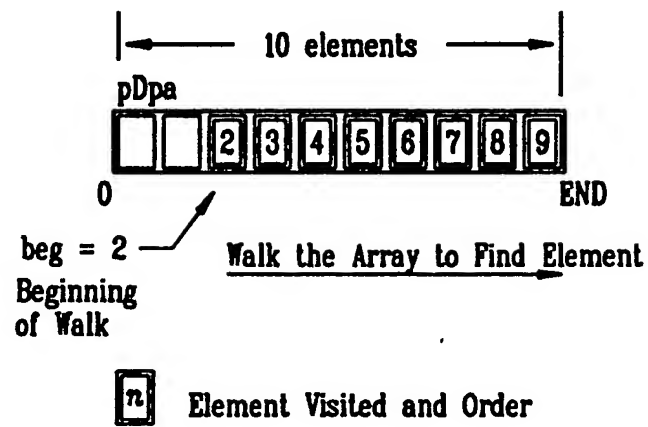 10 elements
pDpa
2 3 4 5 6 7 8 9
0 END
beg = 2
Walk the Array to Find Element
Beginning
of Walk
n Element Visited and Order